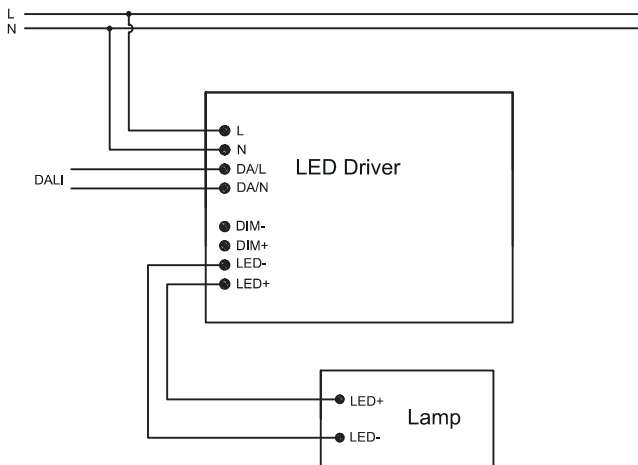 L
N
L
N
DA/L
DA/N
LED Driver
DALI
DIM-
DIM+
LED-
LED+
LED+
Lamp
LED-